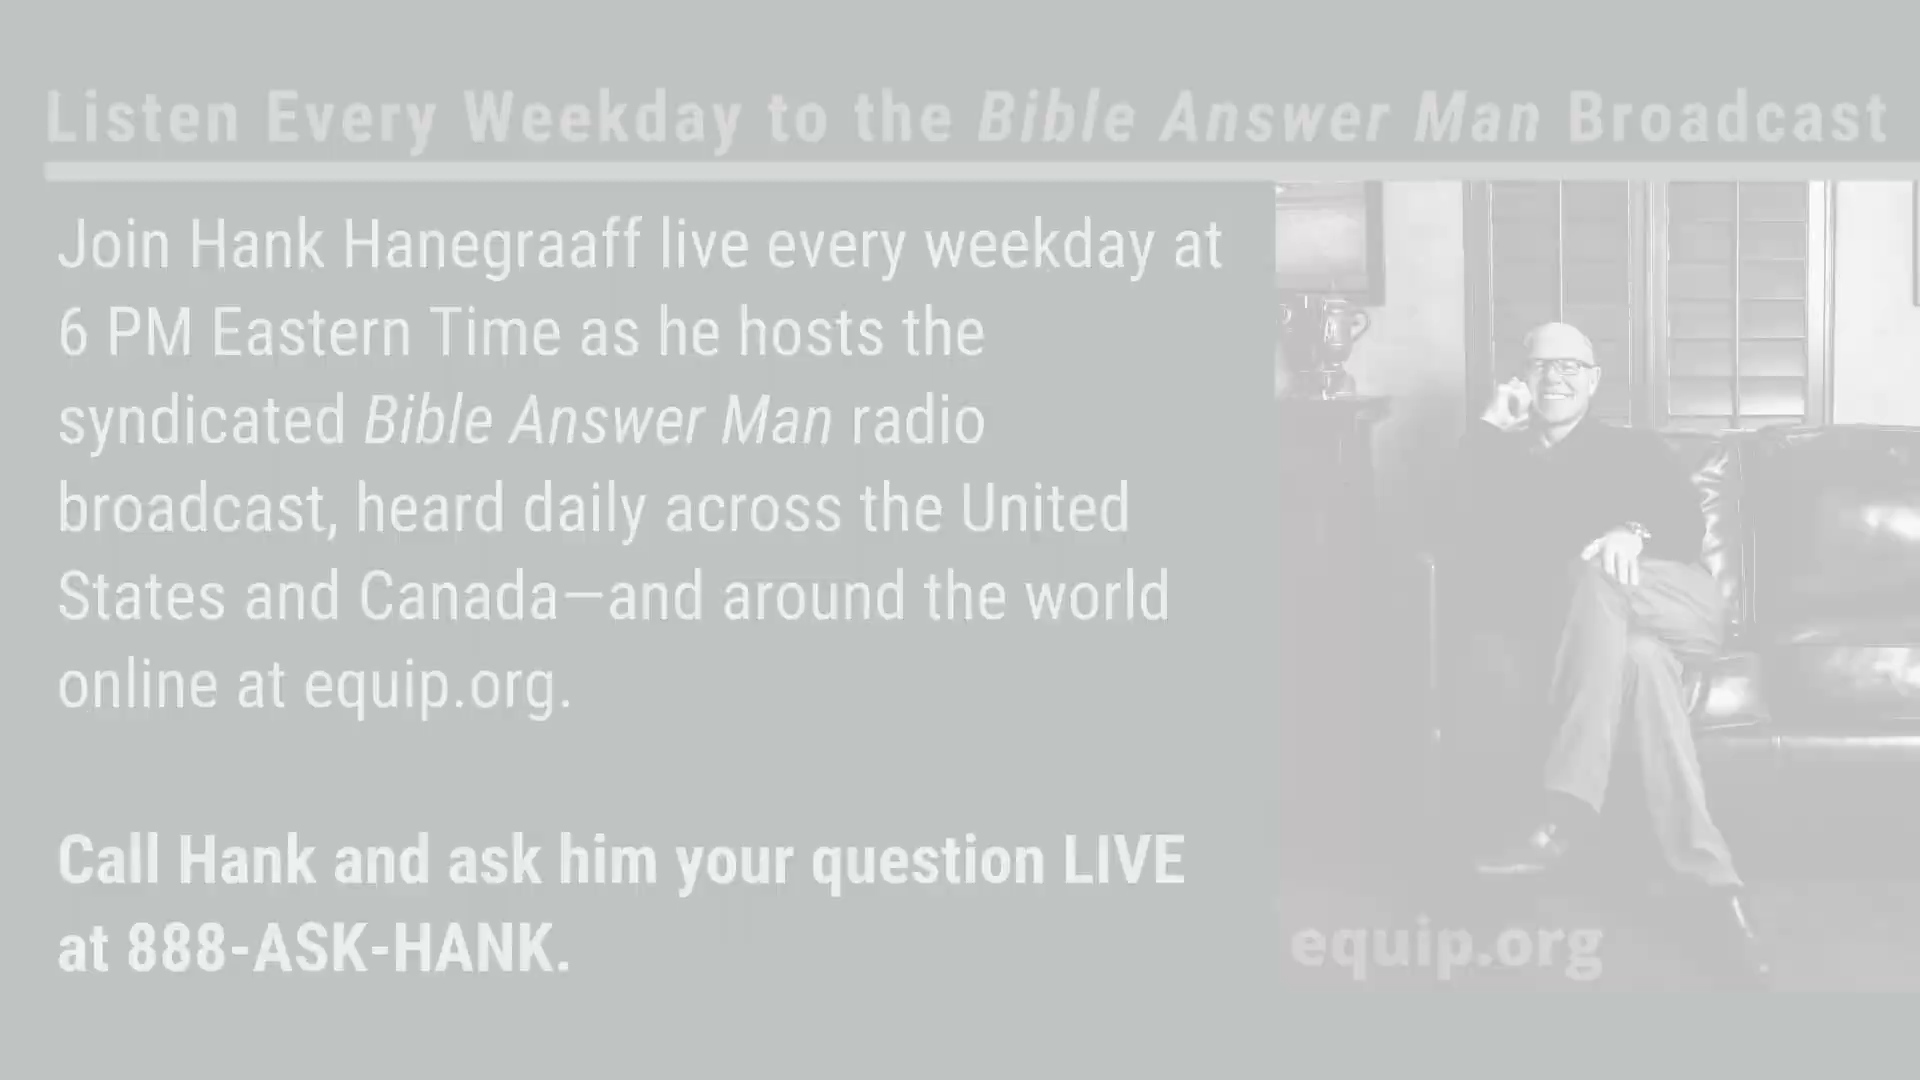 Listen Every Weekday to the Bible Answer Man Broadcast
Join Hank Hanegraaff live every weekday at
6 PM Eastern Time as he hosts the
syndicated Bible Answer Man radio
broadcast, heard daily across the United
States and Canada—and around the world
online at equip.org.
Call Hank and ask him your question LIVE
at 888-ASK-HANK.
equip.org